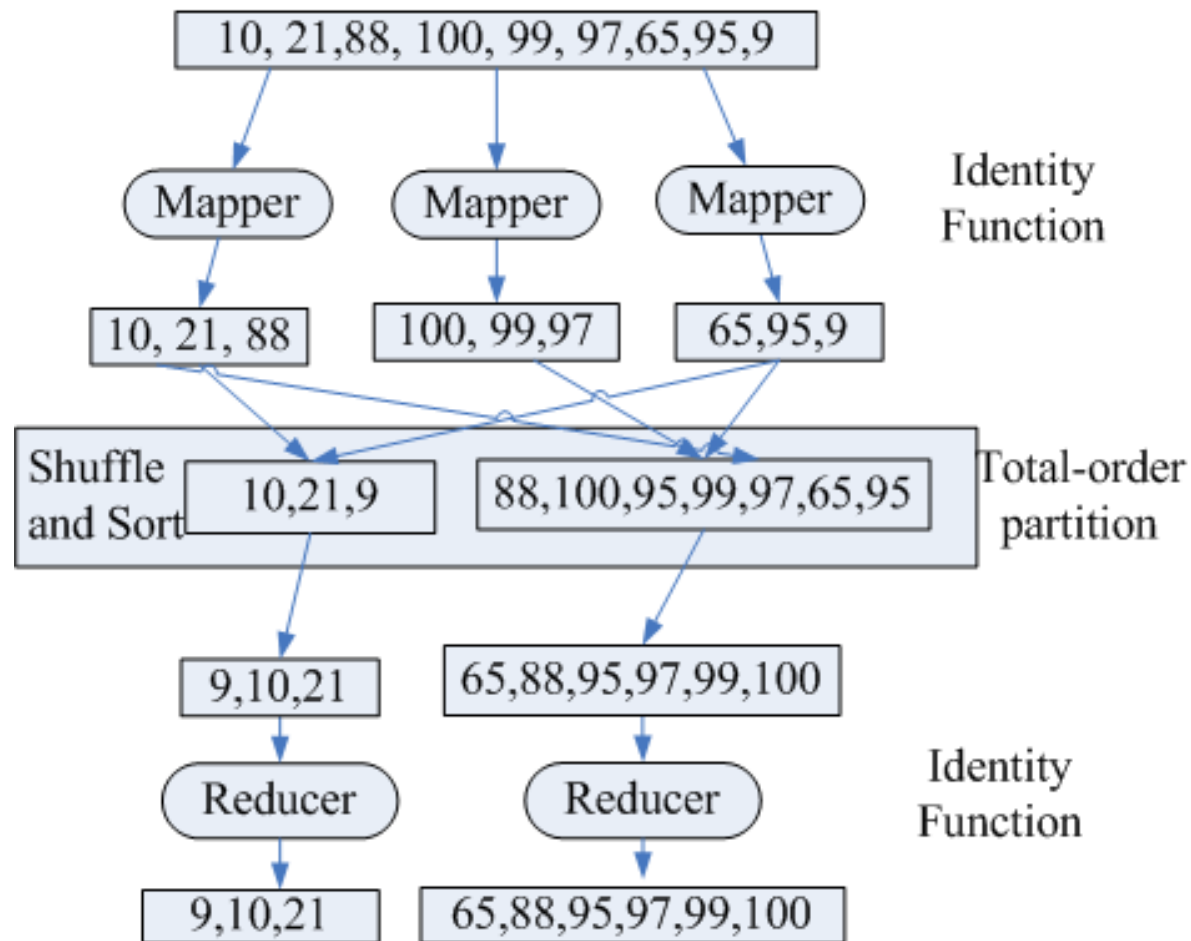 10, 21,88, 100, 99, 97,65,95,9
Identity
Function
Mapper
Mapper
Mapper
10, 21, 88
100, 99,97
65,95,9
Shuffle
and Sort
10,21,9
88,100,95,99,97,65,95
Total-order
partition
9,10,21
65,88,95,97,99,100
Reducer
Reducer
Identity
Function
9,10,21
65,88,95,97,99,100